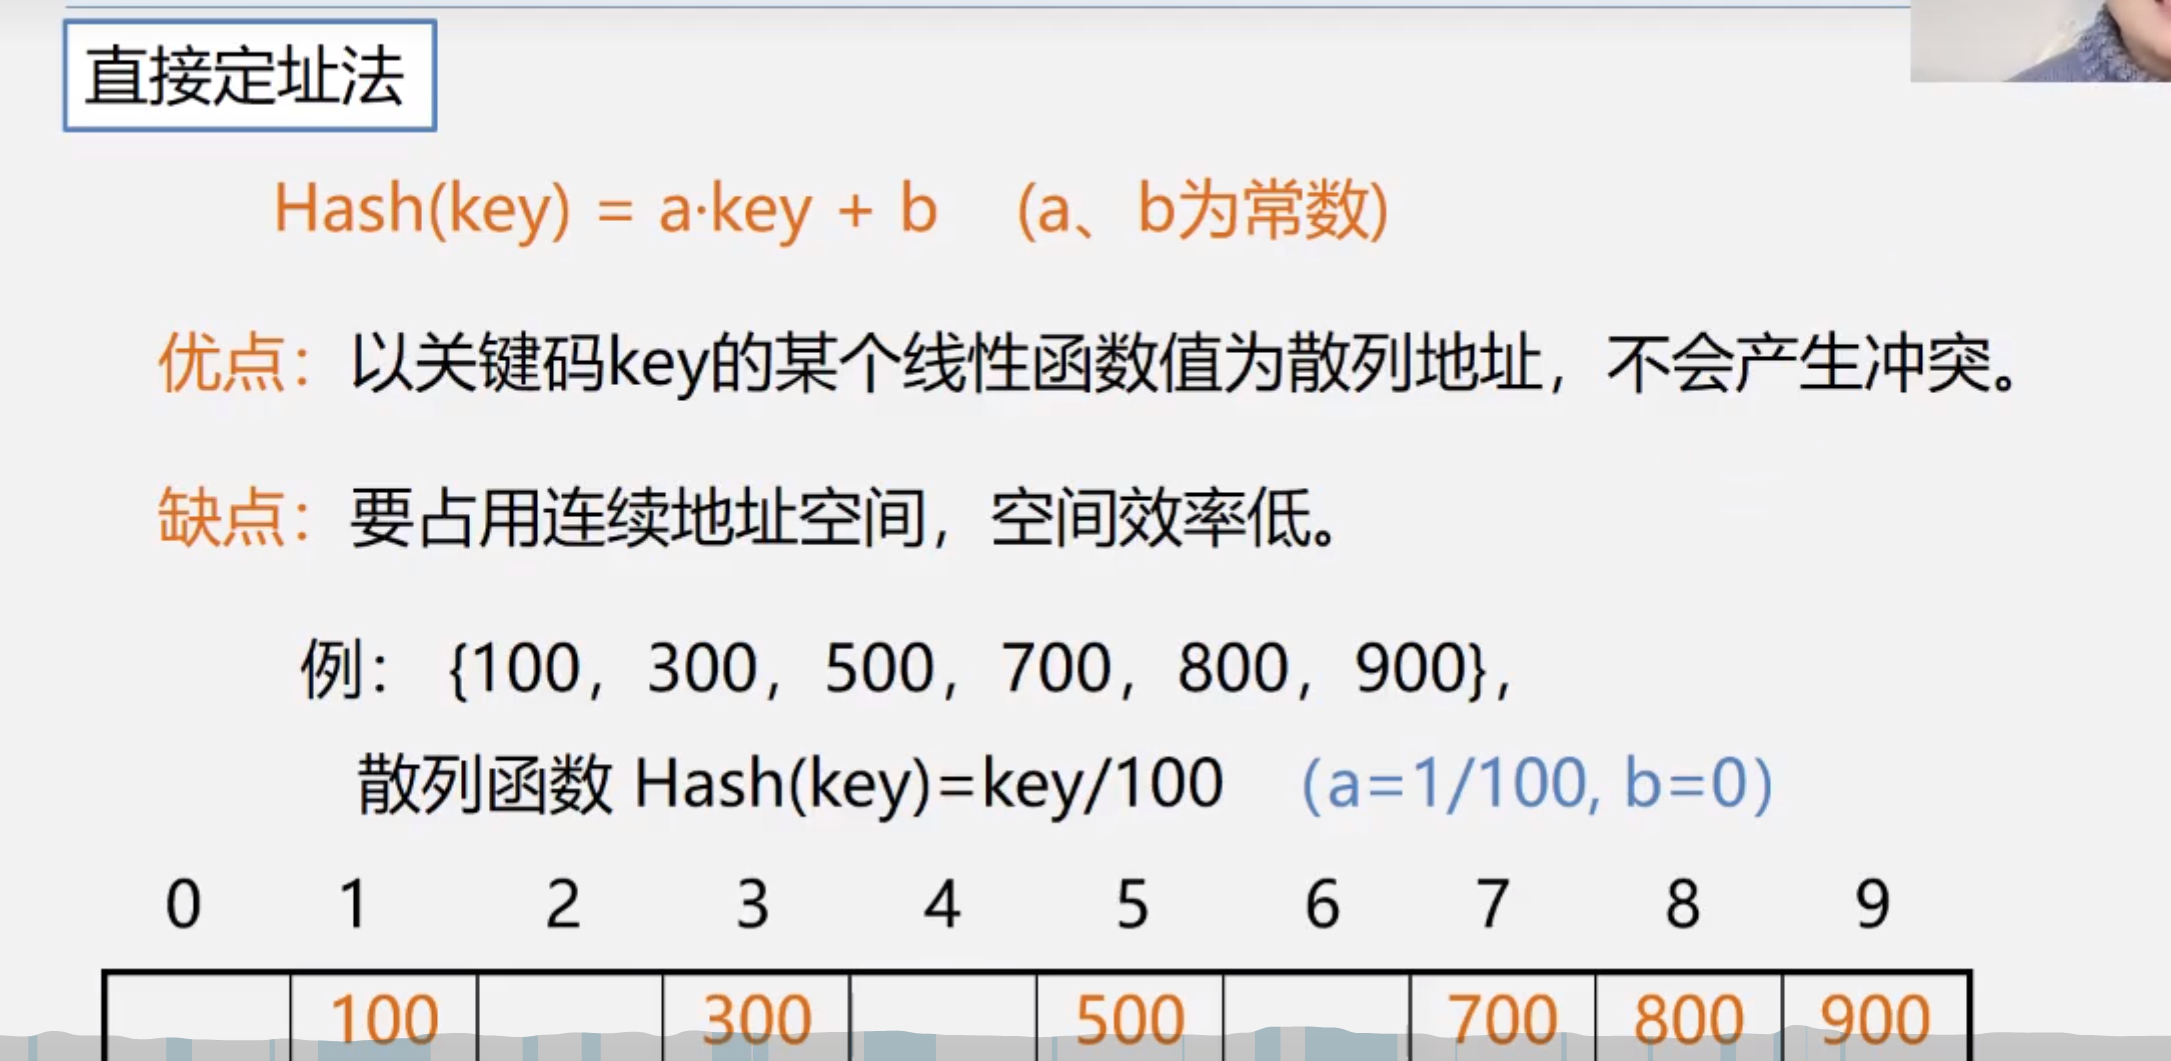 直接定址法
Hash(key) = a·key + b (a、b为常数)
优点：以关键码key的某个线性函数值为散列地址，不会产生冲突。
缺点：要占用连续地址空间，空间效率低。
例：{100，300，500，700，800，900}，
散列函数 Hash(key)=key/100 (a=1/100, b=0)
0 1 2 3 4 5 6 7 8 9
100 300 500 700 800 900